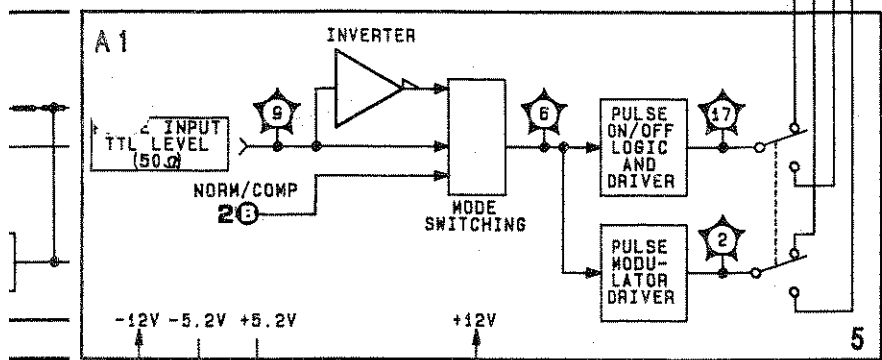 A1
INVERTER
9
6
17
INPUT
TTL LEVEL
(50Ω)
PULSE
ON/OFF
LOGIC
AND
DRIVER
NORM/COMP
2
MODE
SWITCHING
2
PULSE
MODU-
LATOR
DRIVER
-12V -5.2V +5.2V +12V
5